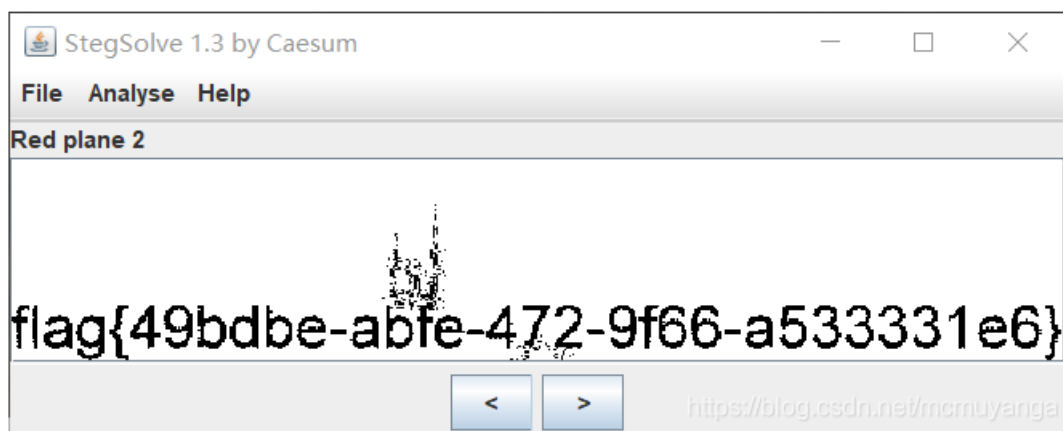 StegSolve 1.3 by Caesum
File Analyse Help
Red plane 2
flag{49bdbe-abfe-472-9f66-a533331e6}
< >
https://blog.csdn.net/mcmuyanga